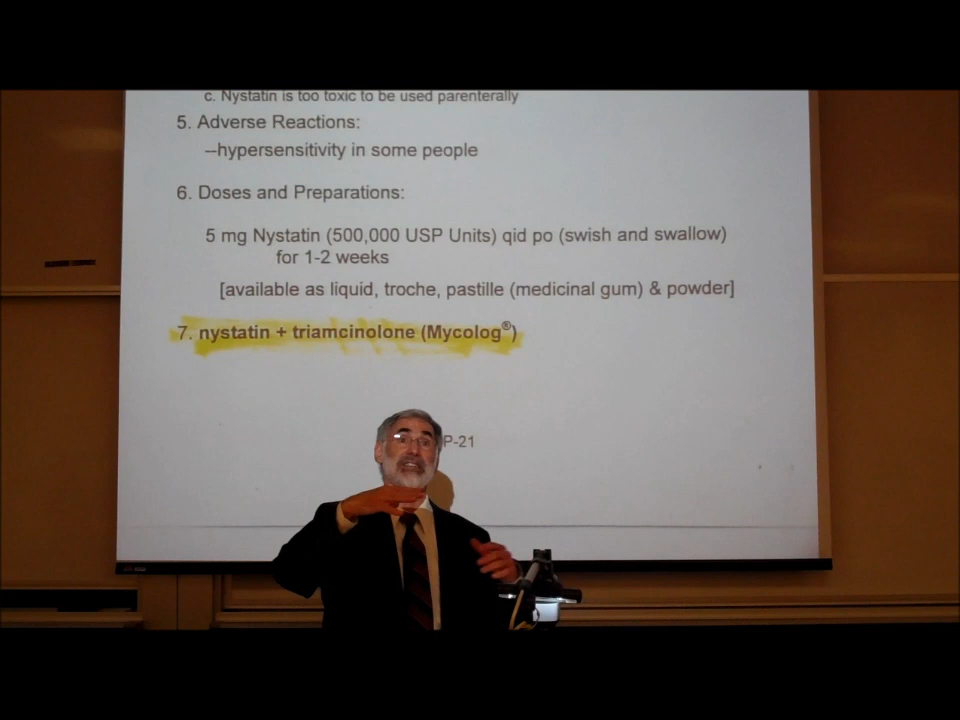 c. Nystatin is too toxic to be used parenterally
5. Adverse Reactions:
--hypersensitivity in some people
6. Doses and Preparations:
5 mg Nystatin (500,000 USP Units) qid po (swish and swallow)
for 1-2 weeks
[available as liquid, troche, pastille (medicinal gum) & powder]
7. nystatin + triamcinolone (Mycolog®)
P-21